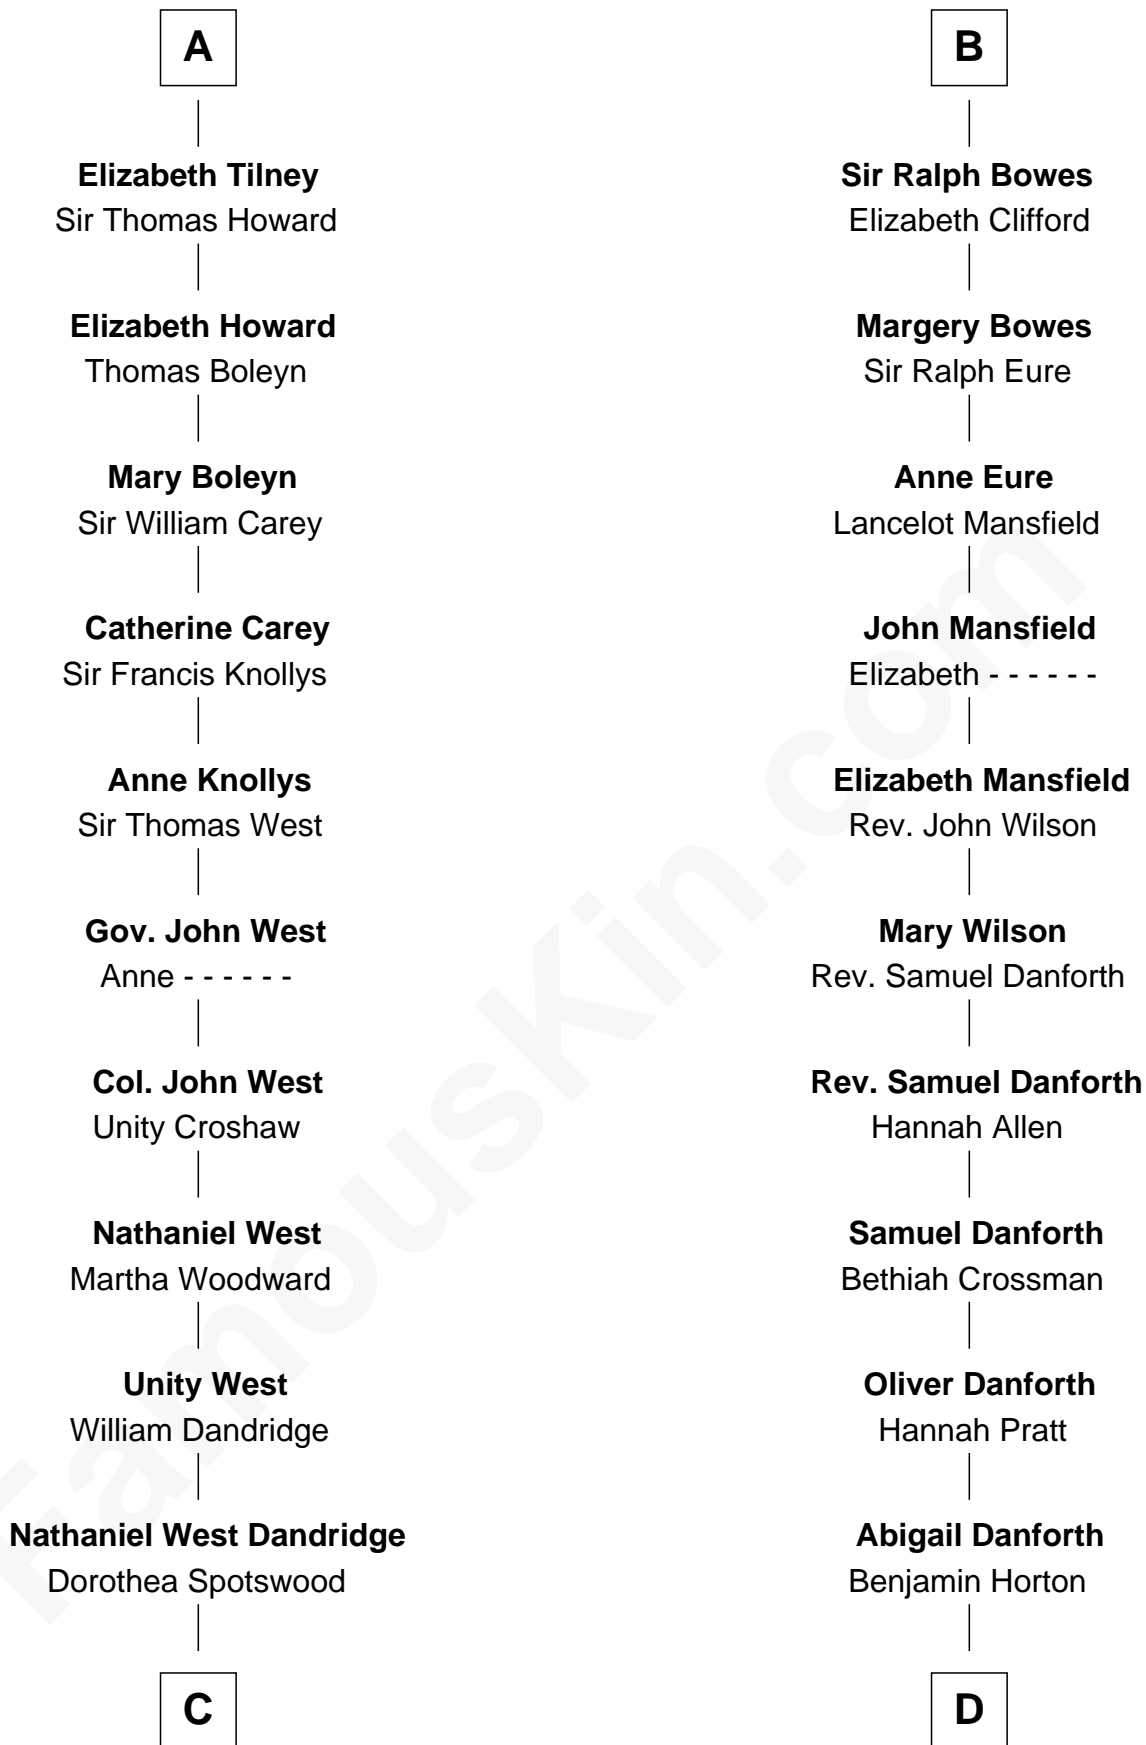 A
Elizabeth Tilney
Sir Thomas Howard
Elizabeth Howard
Thomas Boleyn
Mary Boleyn
Sir William Carey
Catherine Carey
Sir Francis Knollys
Anne Knollys
Sir Thomas West
Gov. John West
Anne - - - - - -
Col. John West
Unity Croshaw
Nathaniel West
Martha Woodward
Unity West
William Dandridge
Nathaniel West Dandridge
Dorothea Spotswood
C
B
Sir Ralph Bowes
Elizabeth Clifford
Margery Bowes
Sir Ralph Eure
Anne Eure
Lancelot Mansfield
John Mansfield
Elizabeth - - - - - -
Elizabeth Mansfield
Rev. John Wilson
Mary Wilson
Rev. Samuel Danforth
Rev. Samuel Danforth
Hannah Allen
Samuel Danforth
Bethiah Crossman
Oliver Danforth
Hannah Pratt
Abigail Danforth
Benjamin Horton
D
FamousKin.com